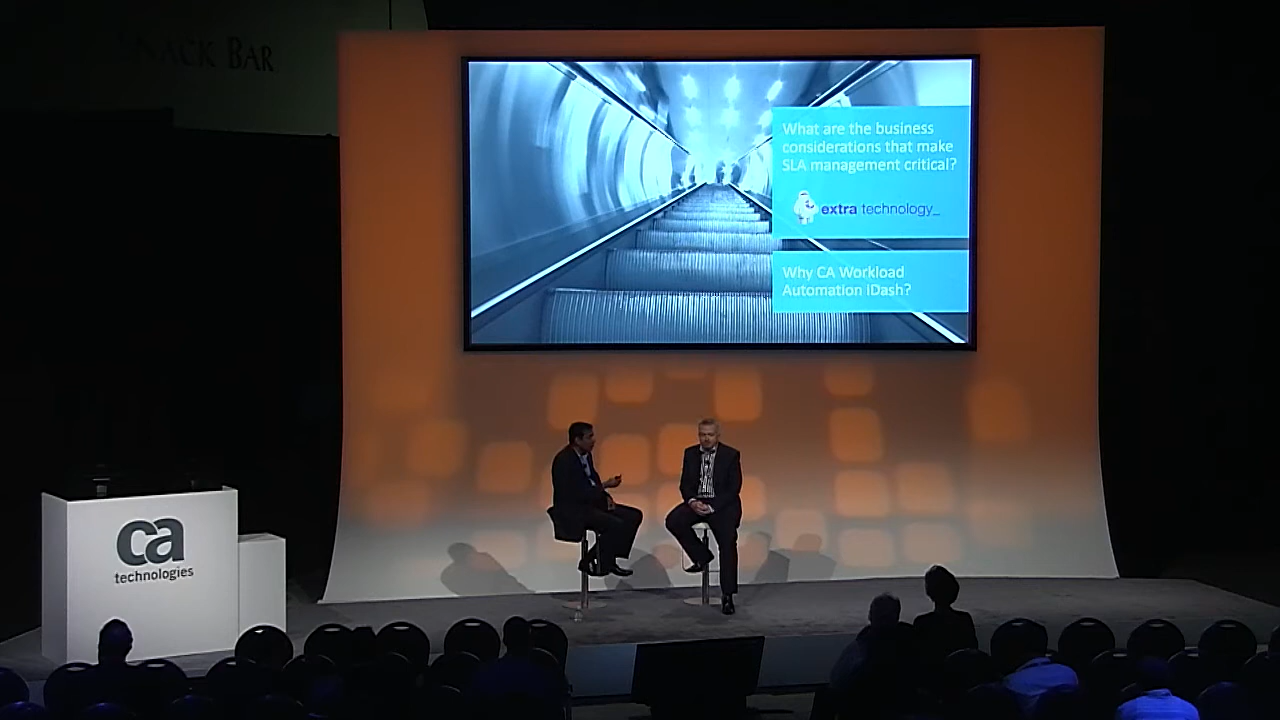 SNACK BAR
What are the business
considerations that make
SLA management critical?
extra technology_
Why CA Workload
Automation iDash?
ca
technologies